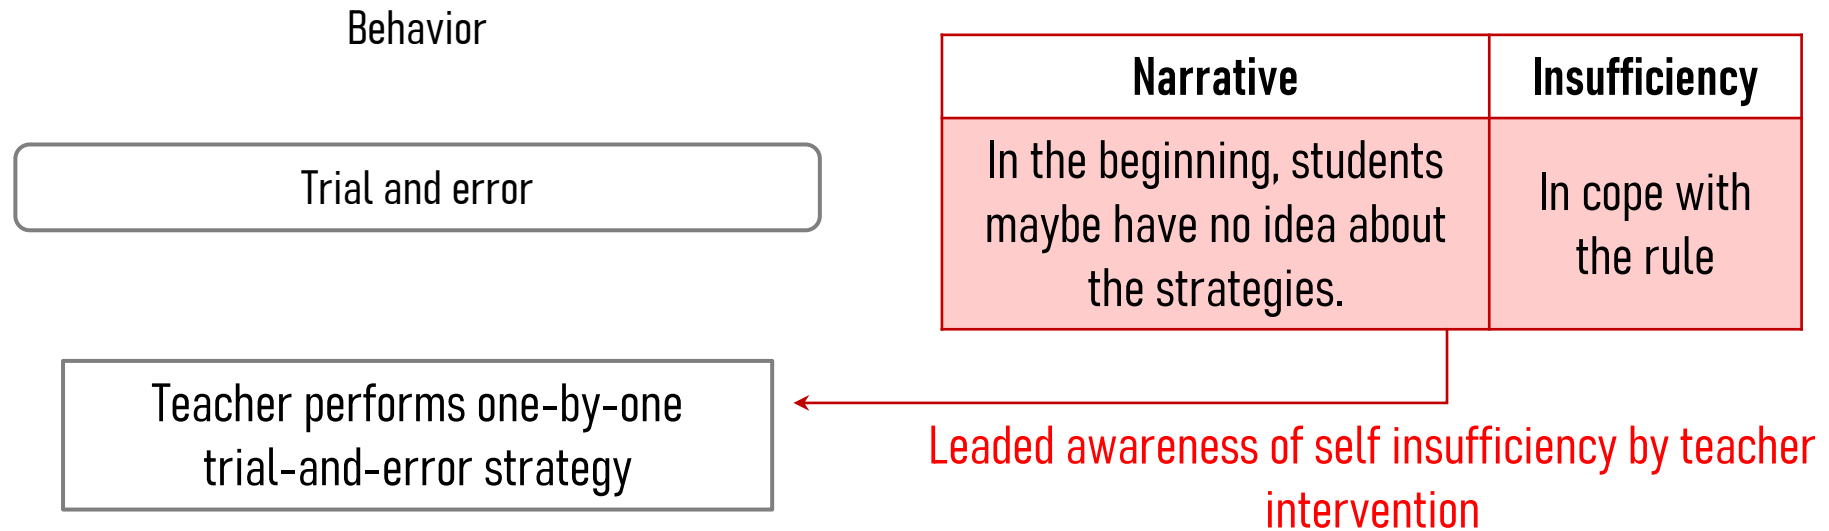 Behavior
Trial and error
Teacher performs one-by-one
trial-and-error strategy
Narrative
Insufficiency
In the beginning, students
maybe have no idea about
the strategies.
In cope with
the rule
Leaded awareness of self insufficiency by teacher
intervention